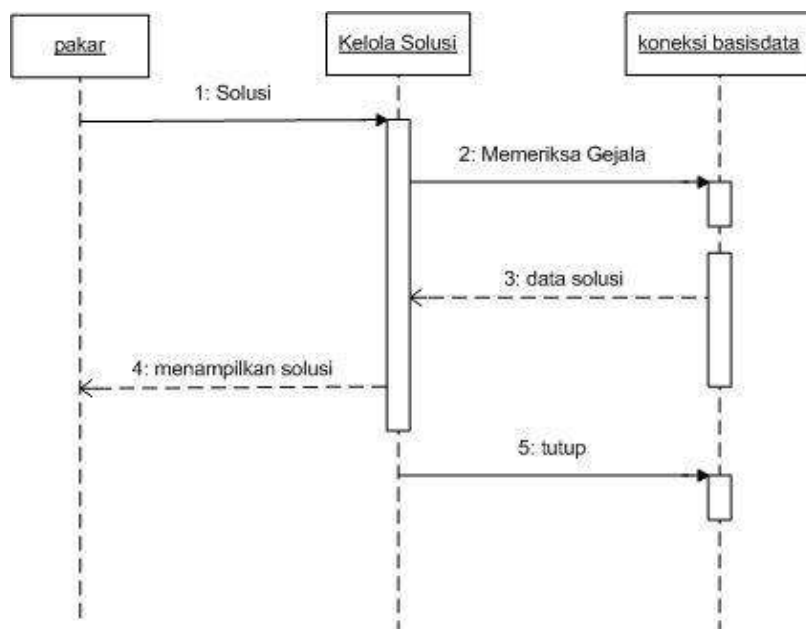 pakar
Kelola Solusi
koneksi basisdata
1: Solusi
2: Memeriksa Gejala
3: data solusi
4: menampilkan solusi
5: tutup